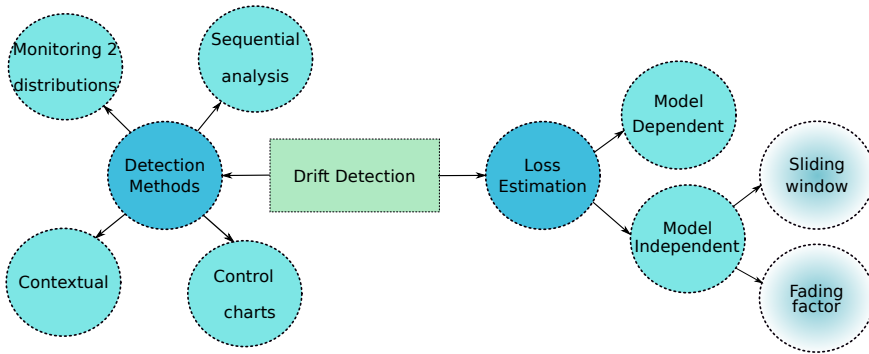 Monitoring 2
distributions
Sequential
analysis
Detection
Methods
Contextual
Control
charts
Drift Detection
Loss
Estimation
Model
Dependent
Model
Independent
Sliding
window
Fading
factor